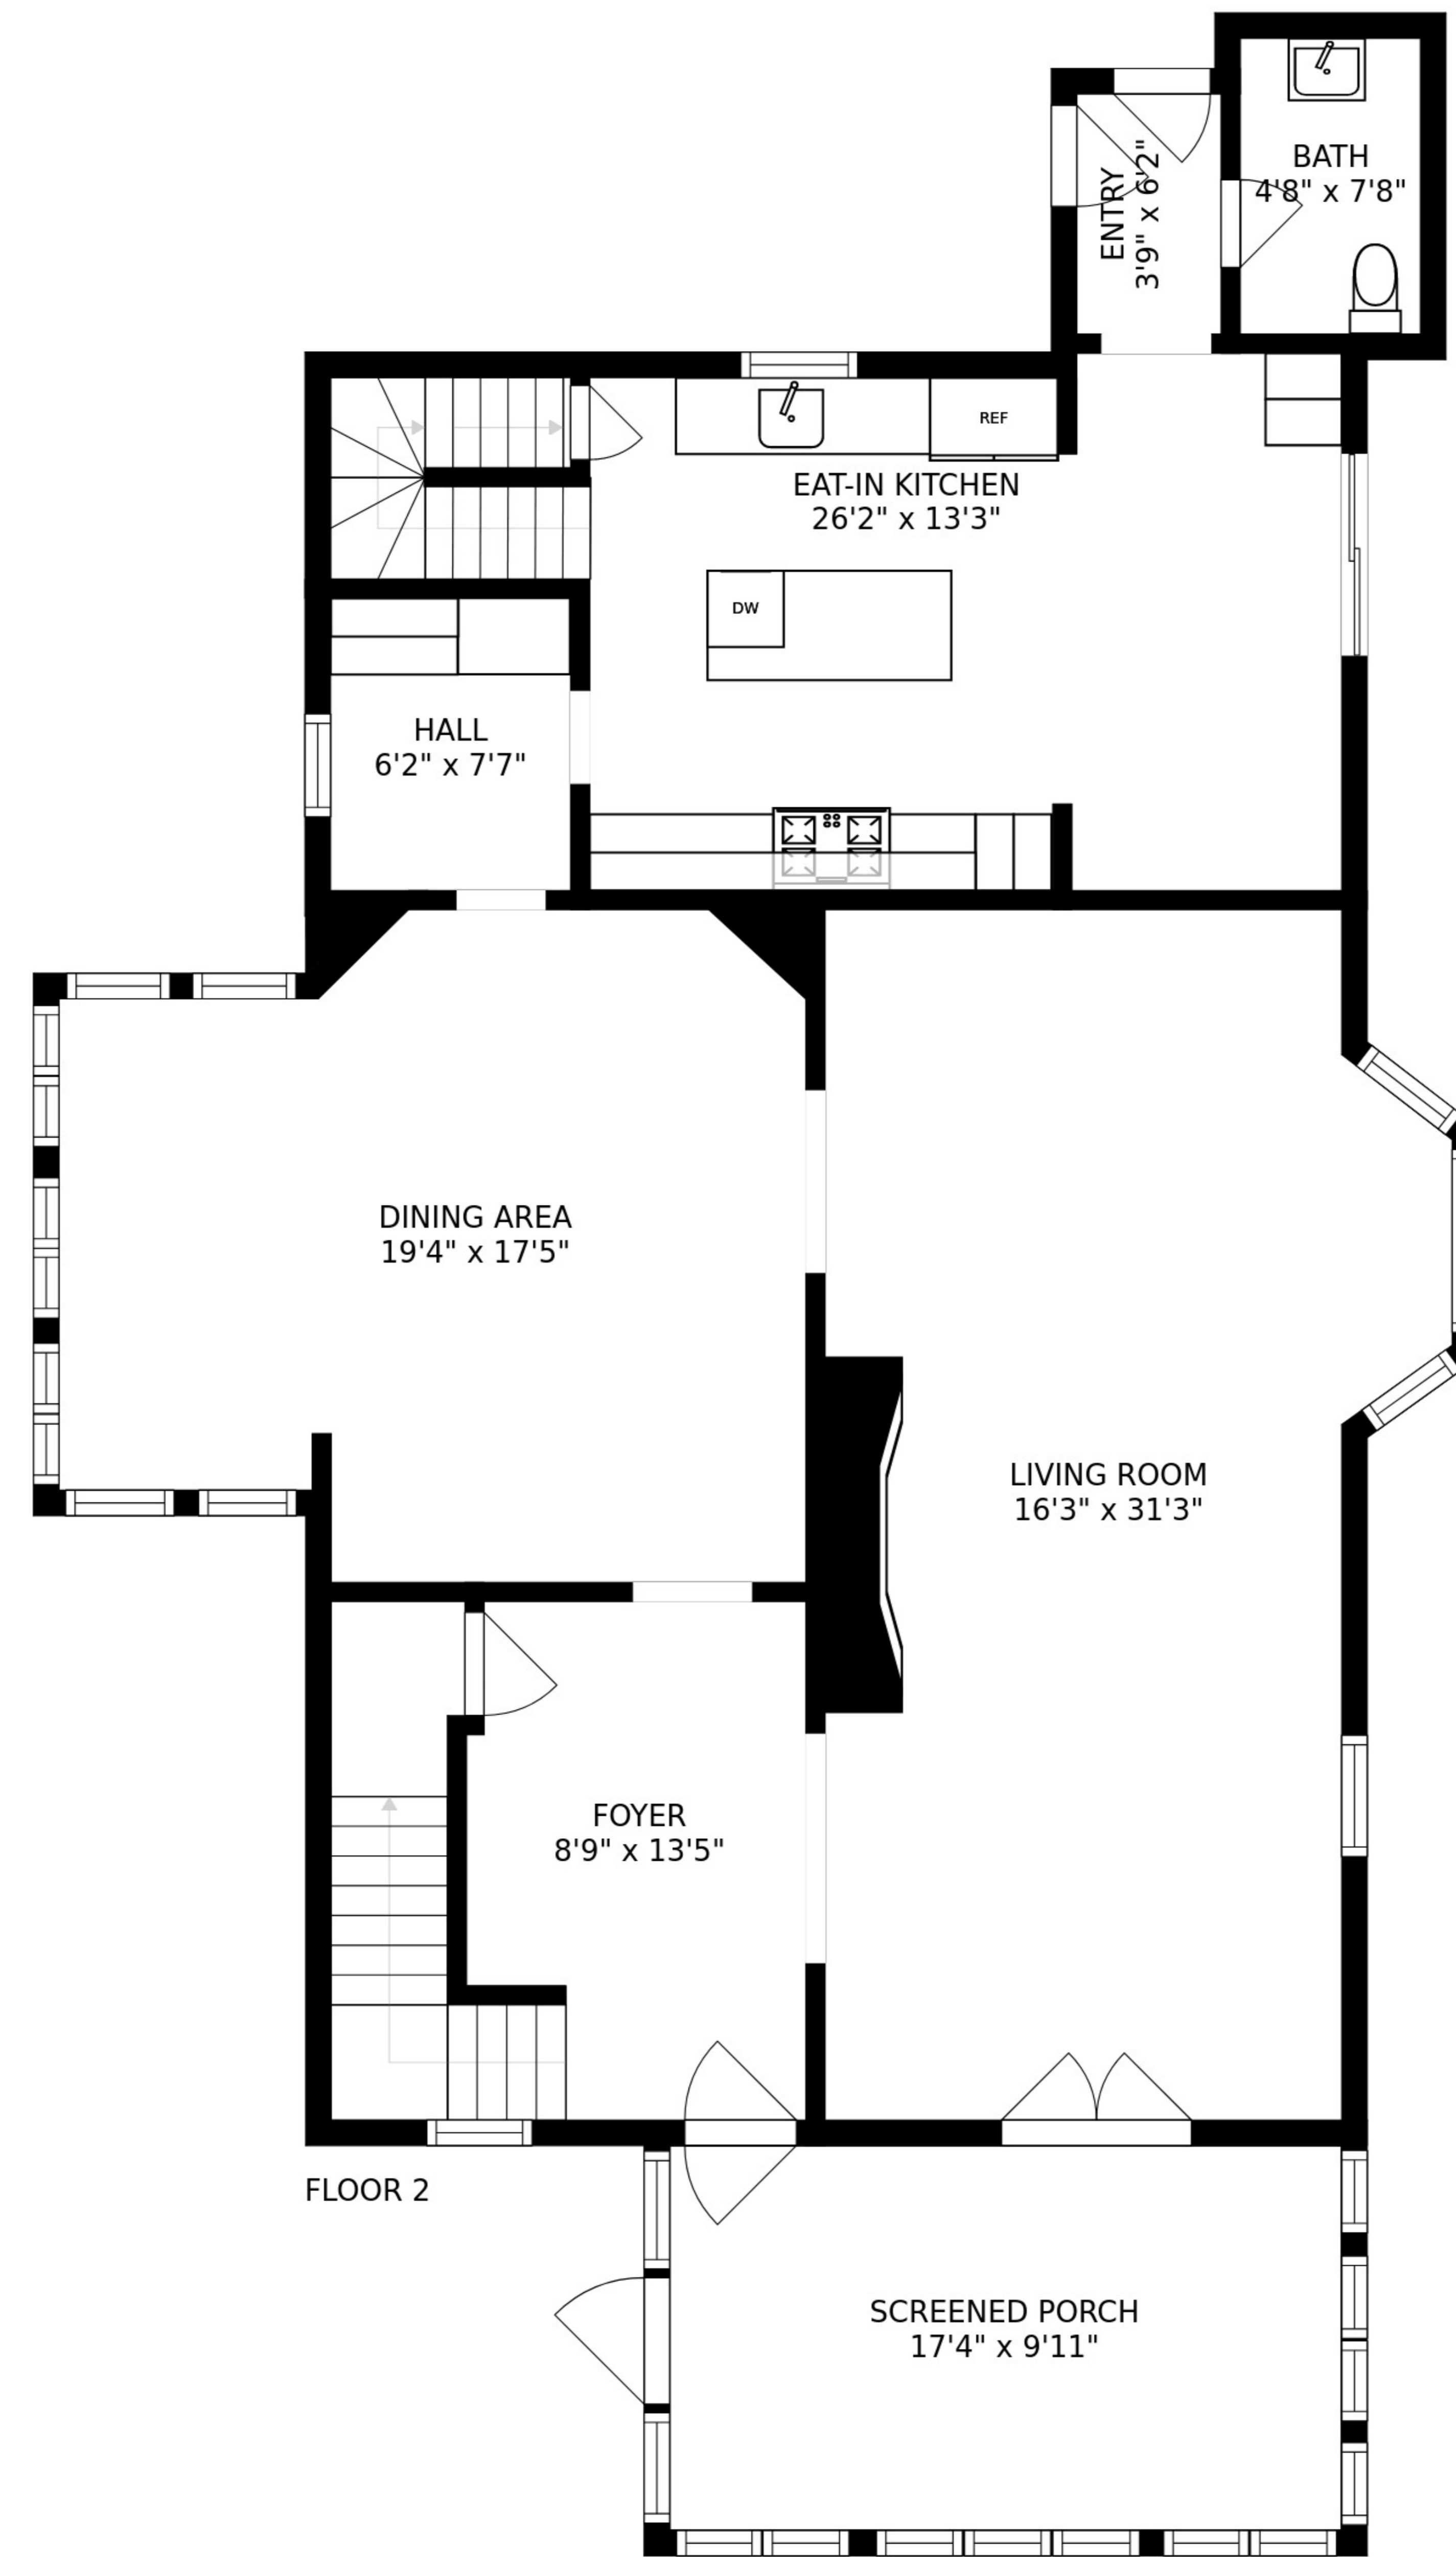 BATH
4'8" x 7'8"
ENTRY
3'9" x 6'2"
REF
EAT-IN KITCHEN
26'2" x 13'3"
DW
HALL
6'2" x 7'7"
DINING AREA
19'4" x 17'5"
LIVING ROOM
16'3" x 31'3"
FOYER
8'9" x 13'5"
FLOOR 2
SCREENED PORCH
17'4" x 9'11"